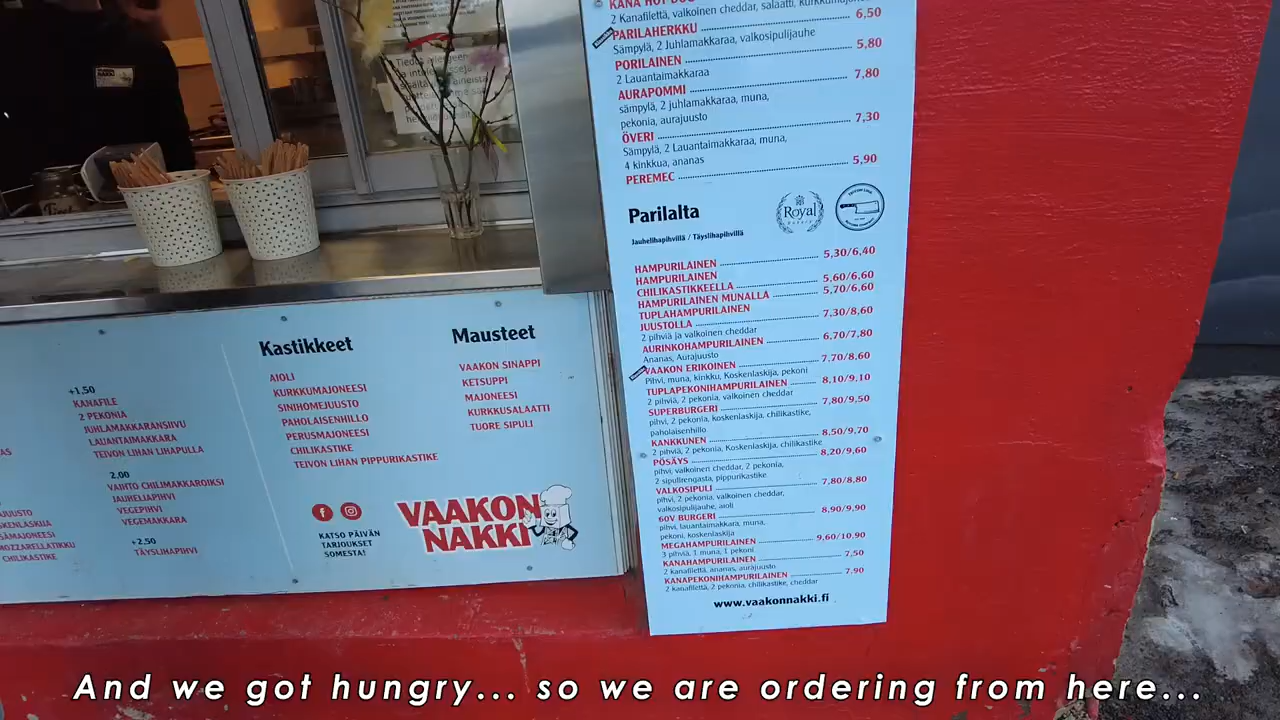 KANA HOT DOG
2 Kanafilettä, valkoinen cheddar, salaatti,
PARILAHERKKU 6,50
Sämpylä, 2 Juhlamakkaraa, valkosipulijauhe
PORILAINEN 5,80
2 Lauantaimakkaraa
AURAPOMMI 7,80
sämpylä, 2 juhlamakkaraa, muna,
pekonia, aurajuusto
ÖVERI 7,30
Sämpylä, 2 Lauantaimakkaraa, muna,
4 kinkkua, ananas
PEREMEC 5,90
Parilalta
Royal
Jauhelihapihvillä / Täyslihapihvillä
HAMPURILAINEN 5,30/6,40
HAMPURILAINEN
CHILIKASTIKKEELLA 5,60/6,60
HAMPURILAINEN MUNALLA 5,70/6,60
TUPLAHAMPURILAINEN
JUUSTOLLA 7,30/8,60
2 pihviä ja valkoinen cheddar
AURINKOHAMPURILAINEN 6,70/7,80
Ananas, Aurajuusto
VAAKON ERIKOINEN 7,70/8,60
Pihvi, muna, kinkku, Koskenlaskija, pekoni
TUPLAPEKONIHAMPURILAINEN 8,10/9,10
2 pihviä, 2 pekonia, valkoinen cheddar
SUPERBURGERI 7,80/9,50
pihvi, 2 pekonia, koskenlaskija, chilikastike,
paholaisenhillo
KANKKUNEN 8,50/9,70
2 pihviä, 2 pekonia, Koskenlaskija, chilikastike
PÖSÄYS 8,20/9,60
pihvi, valkoinen cheddar, 2 pekonia,
2 sipulirengasta, pippurikastike
VALKOSIPULI 7,80/8,80
pihvi, 2 pekonia, valkoinen cheddar,
valkosipulijauhe, aioli
60V BURGERI 8,90/9,90
pihvi, lauantaimakkara, muna,
pekoni, koskenlaskija
MEGAHAMPURILAINEN 9,60/10,90
3 pihviä, 1 muna, 1 pekoni
KANAHAMPURILAINEN 7,50
2 kanafilettä, ananas, aurajuusto
KANAPEKONIHAMPURILAINEN 7,90
2 kanafilettä, 2 pekonia, chilikastike, cheddar
www.vaakonnakki.fi
+1,50
KANAFILE
2 PEKONIA
JUHLAMAKKARANSIIVU
LAUANTAIMAKKARA
TEIVON LIHAN LIHAPULLA
2,00
VAIHTO CHILIMAKKAROIKSI
JAUHELIAPIHVI
VEGEPIHVI
VEGEMAKKARA
+2,50
TÄYSLIHAPIHVI
CHILIKASTIKE
Kastikkeet
AIOLI
KURKKUMAJONEESI
SINIHOMEJUUSTO
PAHOLAISENHILLO
PERUSMAJONEESI
CHILIKASTIKE
TEIVON LIHAN PIPPURIKASTIKE
Mausteet
VAAKON SINAPPI
KETSUPPI
MAJONEESI
KURKKUSALAATTI
TUORE SIPULI
KATSO PÄIVÄN
TARJOUKSET
SOMESTA!
VAAKON
NAKKI
And we got hungry... so we are ordering from here...